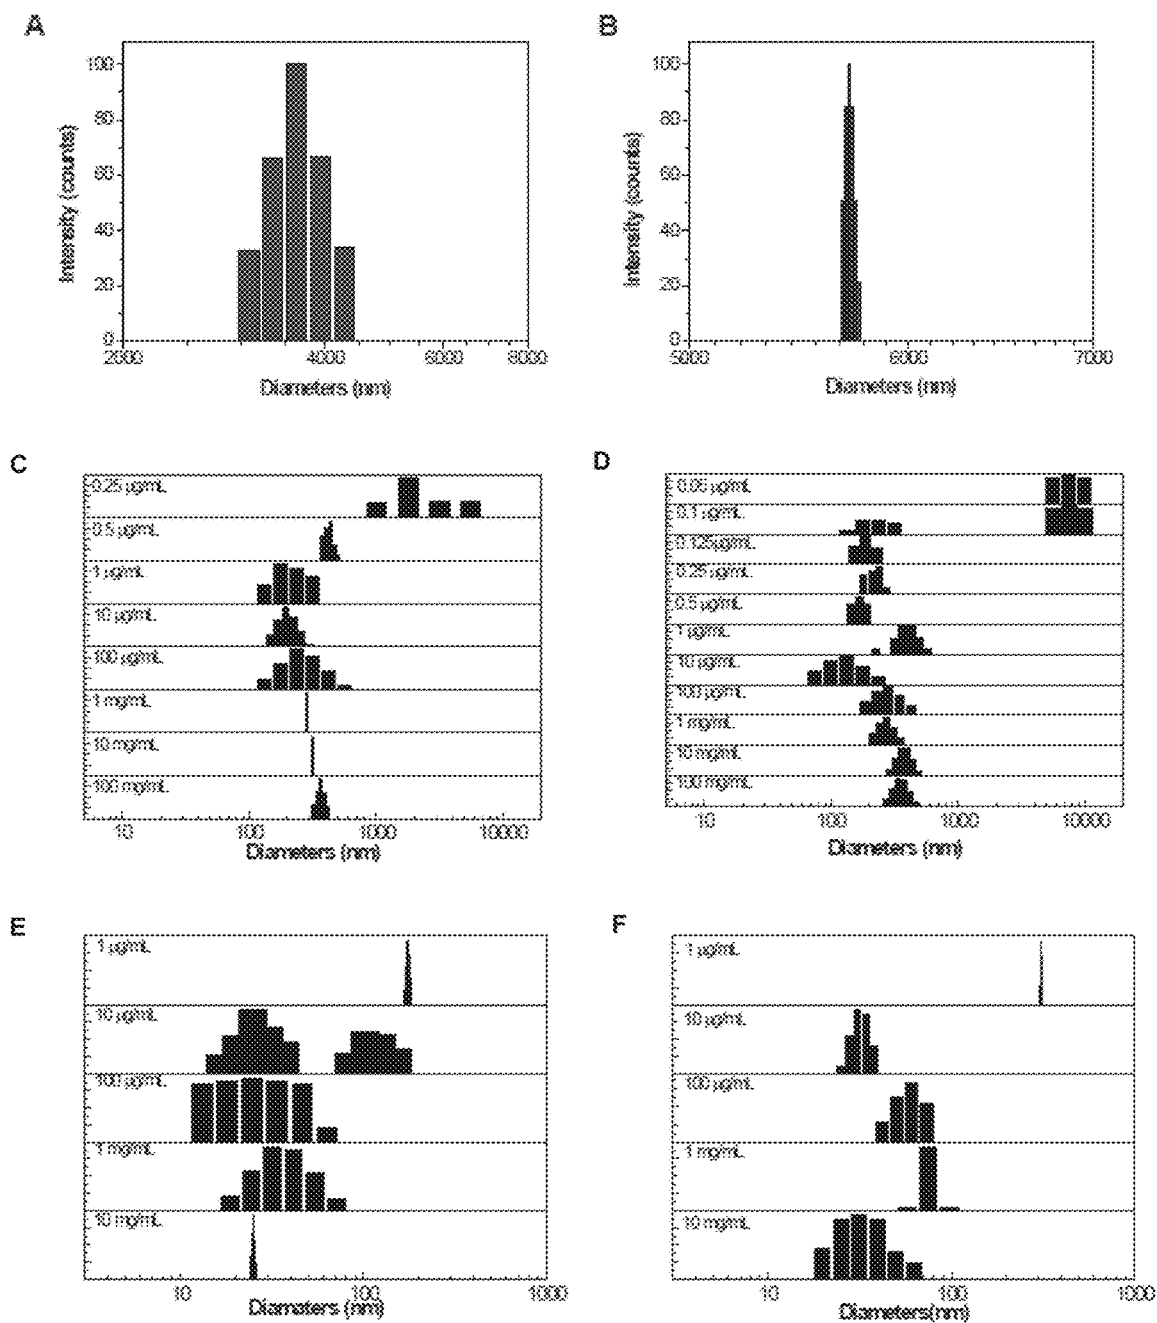 A
100
80
60
40
20
0
2000 4000 6000 8000
Intensity (counts)
Diameters (nm)
B
100
80
60
40
20
0
5000 6000 7000
Intensity (counts)
Diameters (nm)
C
0.25 µg/mL
0.5 µg/mL
1 µg/mL
10 µg/mL
100 µg/mL
1 mg/mL
10 mg/mL
100 mg/mL
10 100 1000 10000
Diameters (nm)
D
0.05 µg/mL
0.1 µg/mL
0.125µg/mL
0.25 µg/mL
0.5 µg/mL
1 µg/mL
10 µg/mL
100 µg/mL
1 mg/mL
10 mg/mL
100 mg/mL
10 100 1000 10000
Diameters (nm)
E
1 µg/mL
10 µg/mL
100 µg/mL
1 mg/mL
10 mg/mL
10 100 1000
Diamaters (nm)
F
1 µg/mL
10 µg/mL
100 µg/mL
1 mg/mL
10 mg/mL
10 100 1000
Diameters(nm)